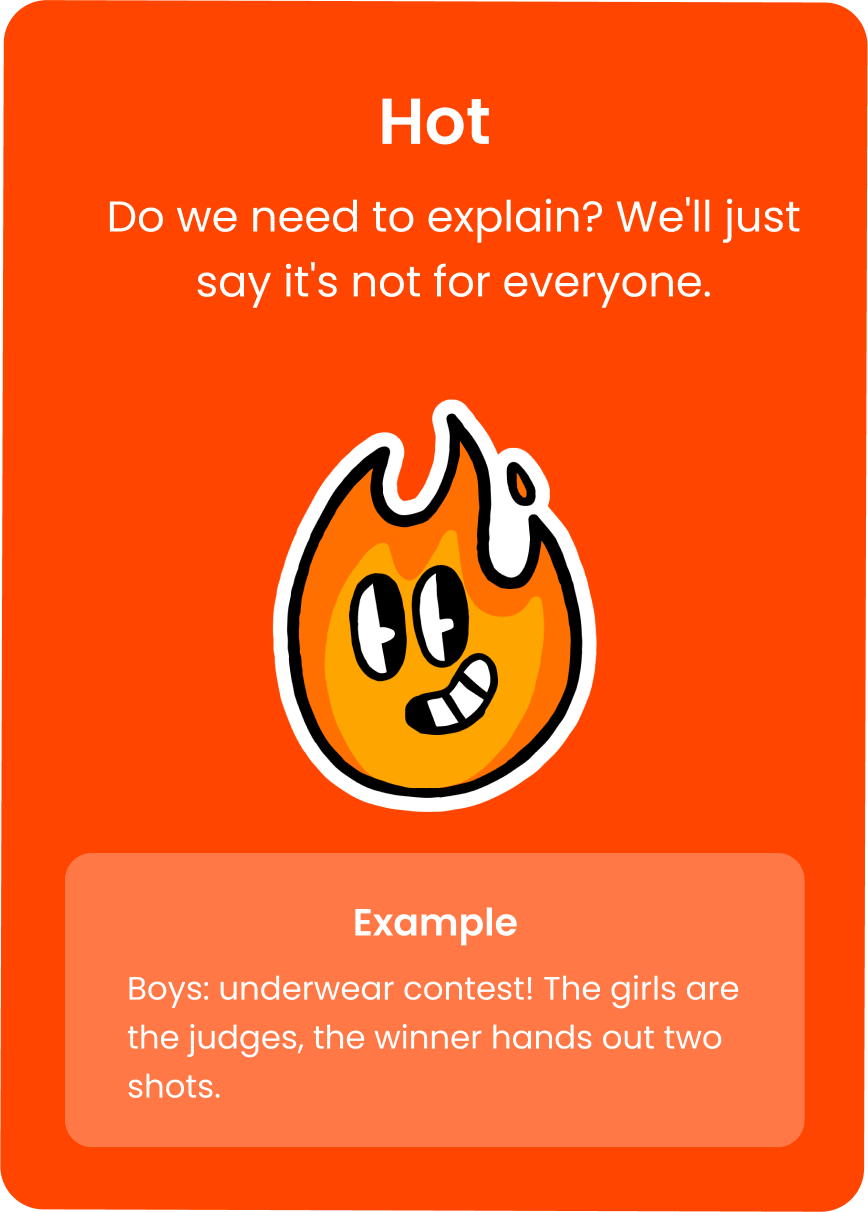 Hot
Do we need to explain? We'll just
say it's not for everyone.
Example
Boys: underwear contest! The girls are
the judges, the winner hands out two
shots.